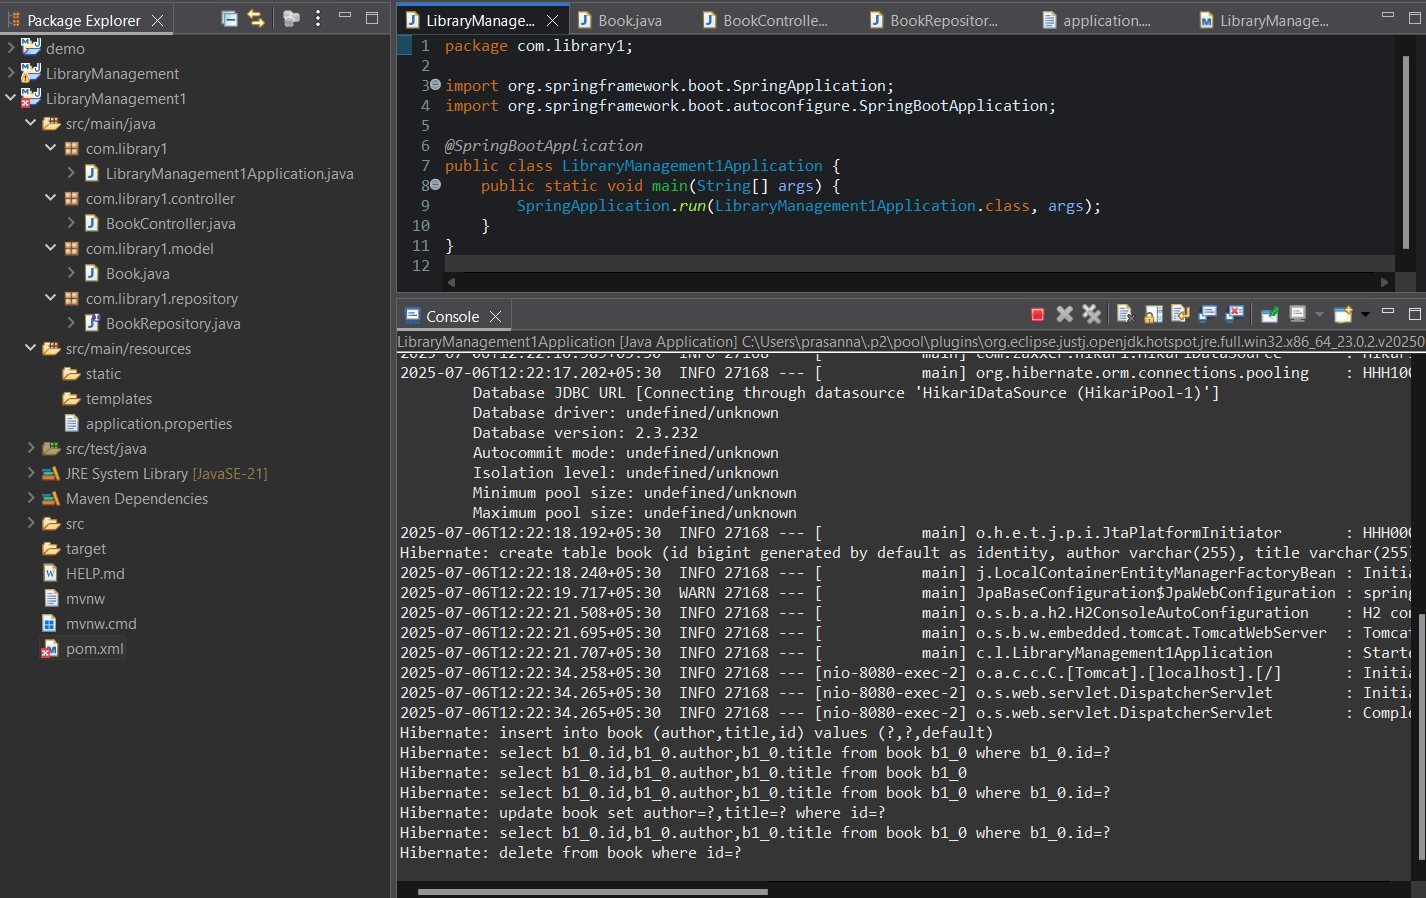 Package Explorer
demo
LibraryManagement
LibraryManagement1
src/main/java
com.library1
LibraryManagement1Application.java
com.library1.controller
BookController.java
com.library1.model
Book.java
com.library1.repository
BookRepository.java
src/main/resources
static
templates
application.properties
src/test/java
JRE System Library [JavaSE-21]
Maven Dependencies
src
target
HELP.md
mvnw
mvnw.cmd
pom.xml
LibraryManage...
Book.java
BookControlle...
BookRepositor...
application....
LibraryManage...
1 package com.library1;
2
3 import org.springframework.boot.SpringApplication;
4 import org.springframework.boot.autoconfigure.SpringBootApplication;
5
6 @SpringBootApplication
7 public class LibraryManagement1Application {
8 public static void main(String[] args) {
9 SpringApplication.run(LibraryManagement1Application.class, args);
10 }
11 }
12
Console
LibraryManagement1Application [Java Application] C:\Users\prasanna\.p2\pool\plugins\org.eclipse.justj.openjdk.hotspot.jre.full.win32.x86_64_23.0.2.v20250
2025-07-06T12:22:17.202+05:30  INFO 27168 --- [           main] org.hibernate.orm.connections.pooling    : HHH100
Database JDBC URL [Connecting through datasource 'HikariDataSource (HikariPool-1)']
Database driver: undefined/unknown
Database version: 2.3.232
Autocommit mode: undefined/unknown
Isolation level: undefined/unknown
Minimum pool size: undefined/unknown
Maximum pool size: undefined/unknown
2025-07-06T12:22:18.192+05:30  INFO 27168 --- [           main] o.h.e.t.j.p.i.JtaPlatformInitiator       : HHH000
Hibernate: create table book (id bigint generated by default as identity, author varchar(255), title varchar(255)
2025-07-06T12:22:18.240+05:30  INFO 27168 --- [           main] j.LocalContainerEntityManagerFactoryBean : Initia
2025-07-06T12:22:19.717+05:30  WARN 27168 --- [           main] JpaBaseConfiguration$JpaWebConfiguration : spring
2025-07-06T12:22:21.508+05:30  INFO 27168 --- [           main] o.s.b.a.h2.H2ConsoleAutoConfiguration    : H2 con
2025-07-06T12:22:21.695+05:30  INFO 27168 --- [           main] o.s.b.w.embedded.tomcat.TomcatWebServer  : Tomcat
2025-07-06T12:22:21.707+05:30  INFO 27168 --- [           main] c.l.LibraryManagement1Application        : Starte
2025-07-06T12:22:34.258+05:30  INFO 27168 --- [nio-8080-exec-2] o.a.c.c.C.[Tomcat].[localhost].[/]       : Initia
2025-07-06T12:22:34.265+05:30  INFO 27168 --- [nio-8080-exec-2] o.s.web.servlet.DispatcherServlet        : Initia
2025-07-06T12:22:34.265+05:30  INFO 27168 --- [nio-8080-exec-2] o.s.web.servlet.DispatcherServlet        : Comple
Hibernate: insert into book (author,title,id) values (?,?,default)
Hibernate: select b1_0.id,b1_0.author,b1_0.title from book b1_0 where b1_0.id=?
Hibernate: select b1_0.id,b1_0.author,b1_0.title from book b1_0
Hibernate: select b1_0.id,b1_0.author,b1_0.title from book b1_0 where b1_0.id=?
Hibernate: update book set author=?,title=? where id=?
Hibernate: select b1_0.id,b1_0.author,b1_0.title from book b1_0 where b1_0.id=?
Hibernate: delete from book where id=?